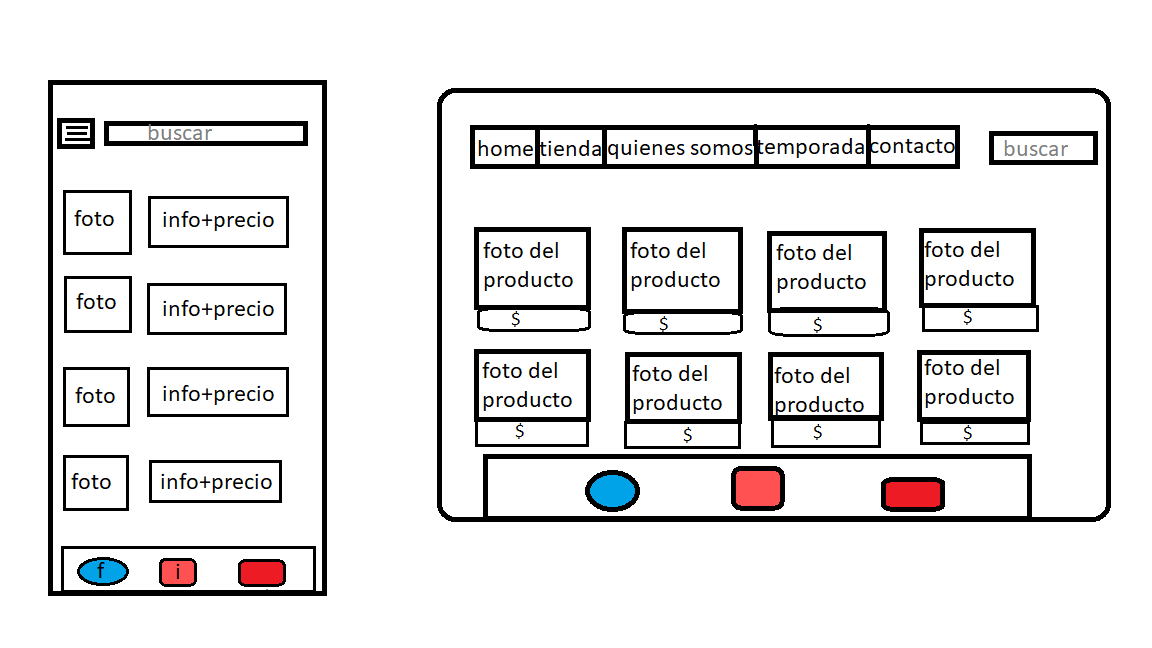 buscar
foto
info+precio
foto
info+precio
foto
info+precio
foto
info+precio
f
i
home
tienda
quienes somos
temporada
contacto
buscar
foto del
producto
$
foto del
producto
$
foto del
producto
$
foto del
producto
$
foto del
producto
$
foto del
producto
$
foto del
producto
$
foto del
producto
$